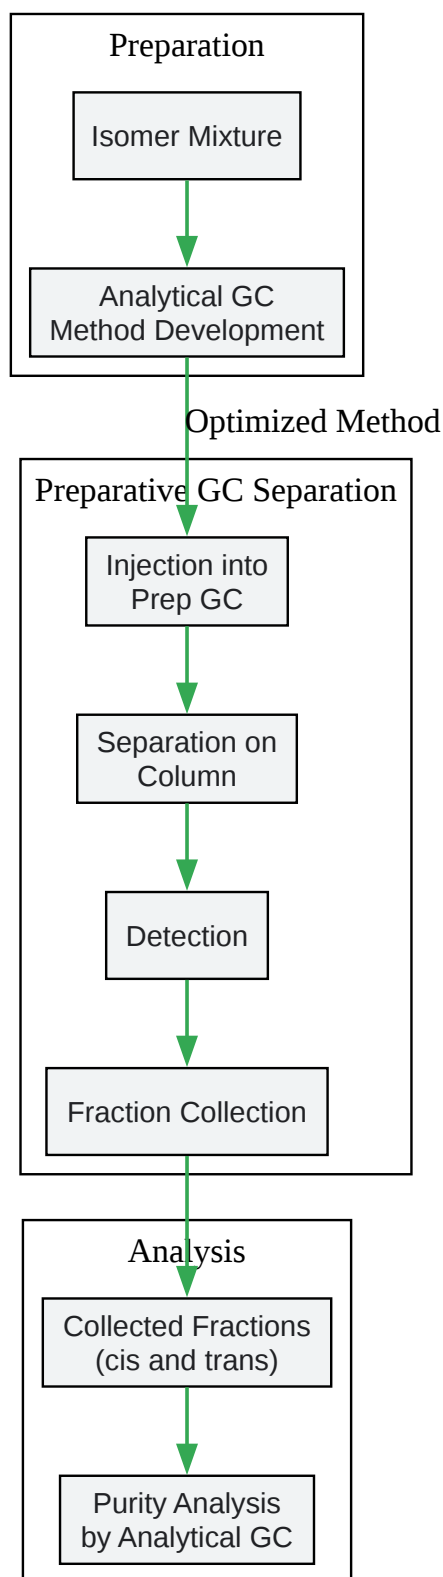 Preparation
Isomer Mixture
Analytical GC
Method Development
Optimized Method
Preparative GC Separation
Injection into
Prep GC
Separation on
Column
Detection
Fraction Collection
Analysis
Collected Fractions
(cis and trans)
Purity Analysis
by Analytical GC